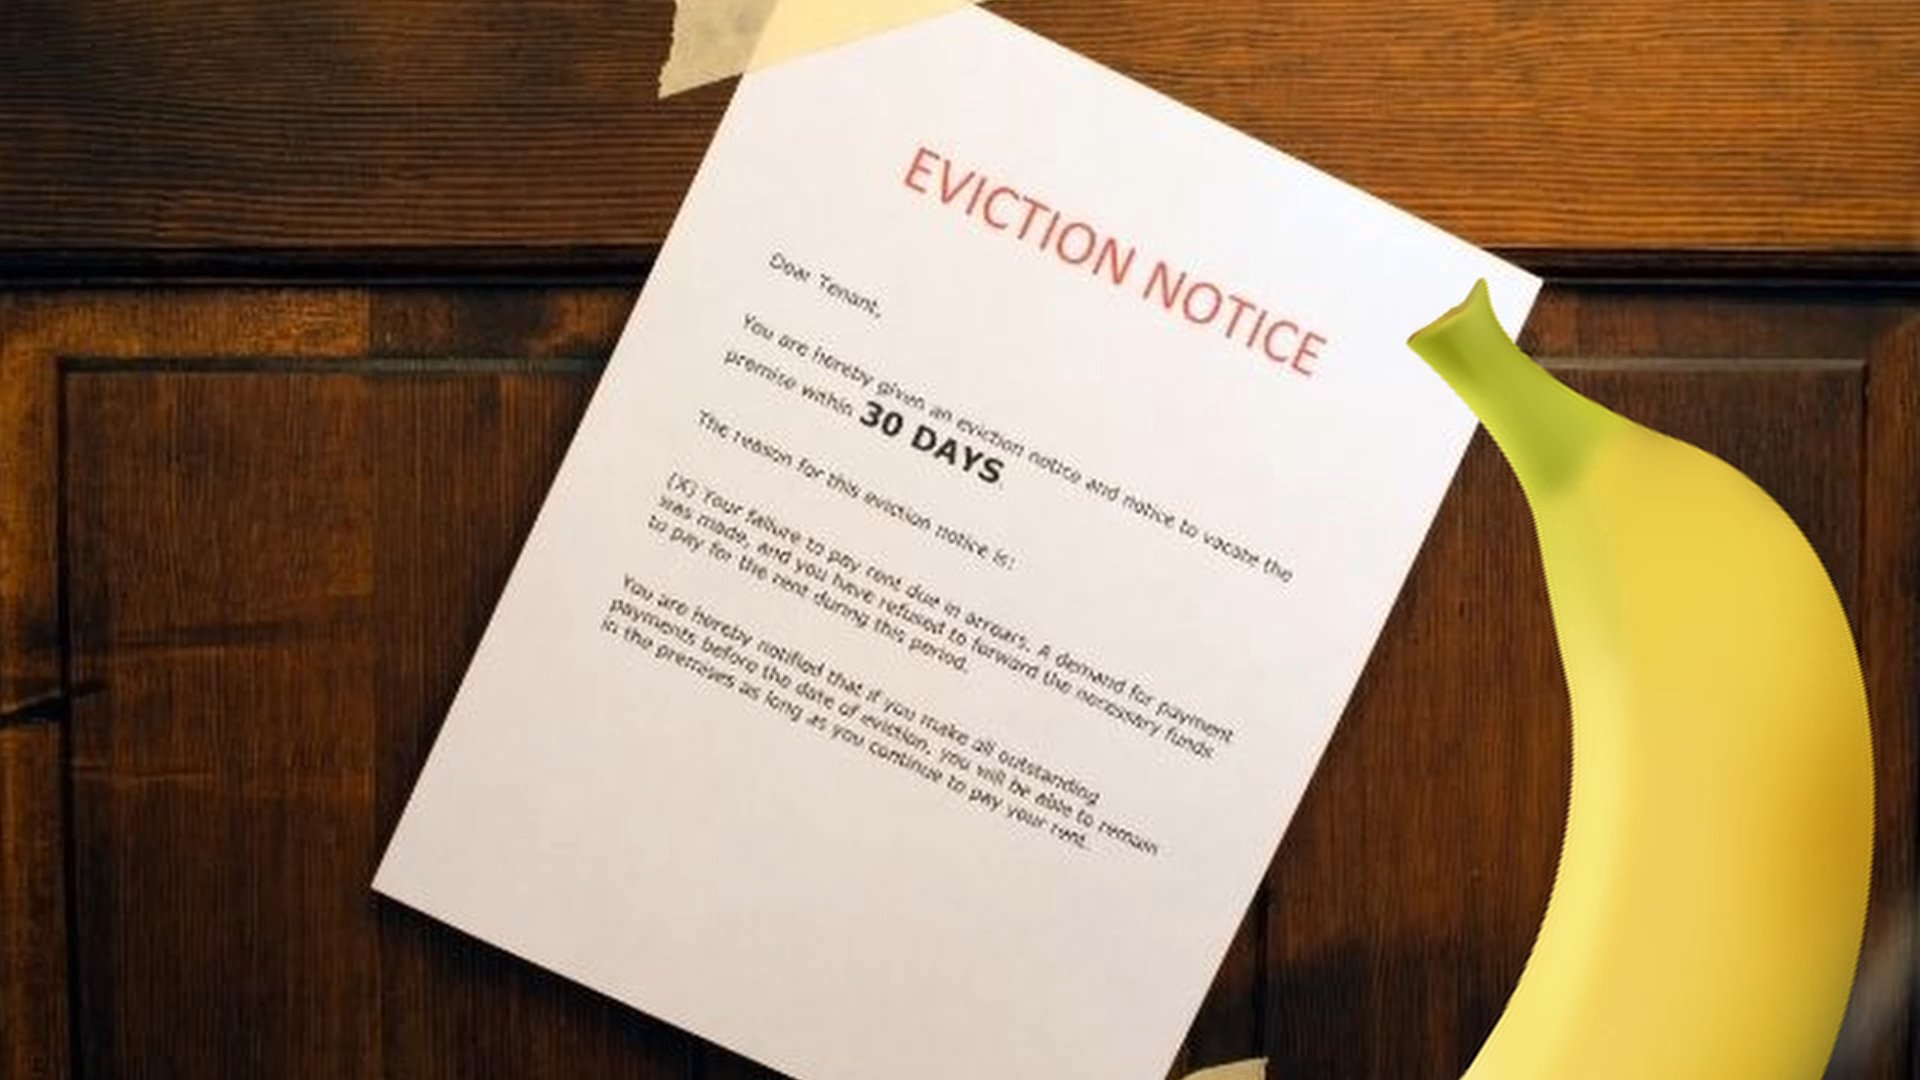 EVICTION NOTICE
Dear Tenant,
You are hereby given an eviction notice and notice to vacate the
premise within 30 DAYS
The reason for this eviction notice is:
[X] Your failure to pay rent due in arrears. A demand for payment
was made, and you have refused to forward the necessary funds
to pay for the rent during this period.
You are hereby notified that if you make all outstanding
payments before the date of eviction, you will be able to remain
in the premises as long as you continue to pay your rent.